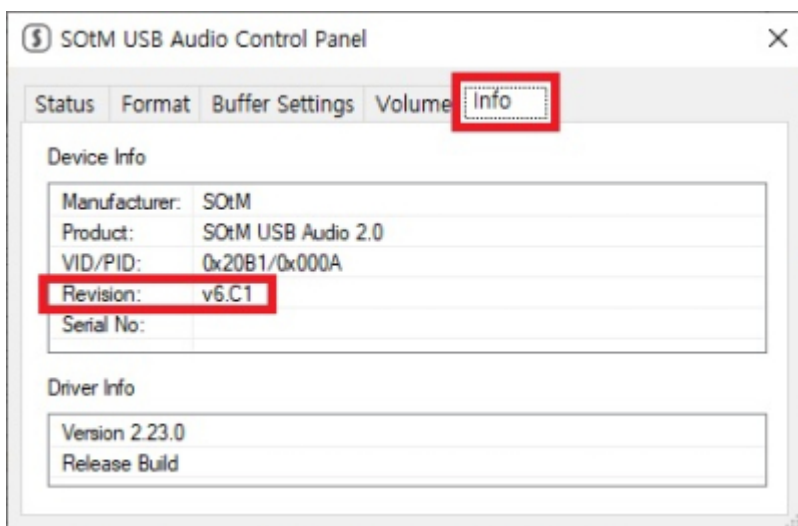 SOtM USB Audio Control Panel
Status Format Buffer Settings Volume Info
Device Info
Manufacturer: SOtM
Product: SOtM USB Audio 2.0
VID/PID: 0x20B1/0x000A
Revision: v6.C1
Serial No:
Driver Info
Version 2.23.0
Release Build